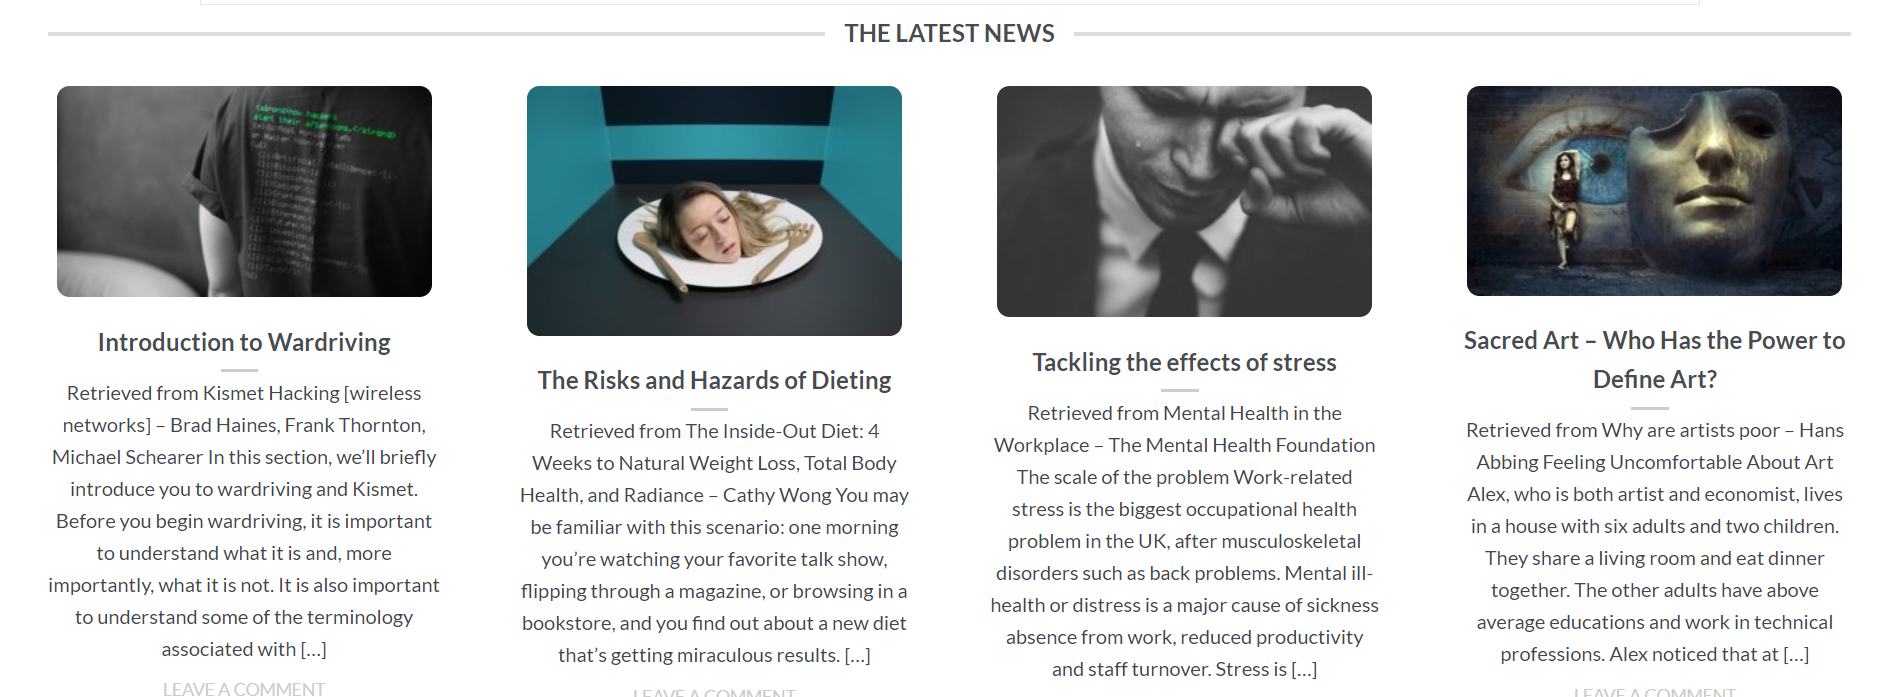 THE LATEST NEWS
Introduction to Wardriving
Retrieved from Kismet Hacking [wireless
networks] – Brad Haines, Frank Thornton,
Michael Schearer In this section, we’ll briefly
introduce you to wardriving and Kismet.
Before you begin wardriving, it is important
to understand what it is and, more
importantly, what it is not. It is also important
to understand some of the terminology
associated with […]
LEAVE A COMMENT
The Risks and Hazards of Dieting
Retrieved from The Inside-Out Diet: 4
Weeks to Natural Weight Loss, Total Body
Health, and Radiance – Cathy Wong You may
be familiar with this scenario: one morning
you’re watching your favorite talk show,
flipping through a magazine, or browsing in a
bookstore, and you find out about a new diet
that’s getting miraculous results. […]
LEAVE A COMMENT
Tackling the effects of stress
Retrieved from Mental Health in the
Workplace – The Mental Health Foundation
The scale of the problem Work-related
stress is the biggest occupational health
problem in the UK, after musculoskeletal
disorders such as back problems. Mental ill-
health or distress is a major cause of sickness
absence from work, reduced productivity
and staff turnover. Stress is […]
Sacred Art – Who Has the Power to
Define Art?
Retrieved from Why are artists poor – Hans
Abbing Feeling Uncomfortable About Art
Alex, who is both artist and economist, lives
in a house with six adults and two children.
They share a living room and eat dinner
together. The other adults have above
average educations and work in technical
professions. Alex noticed that at […]
LEAVE A COMMENT